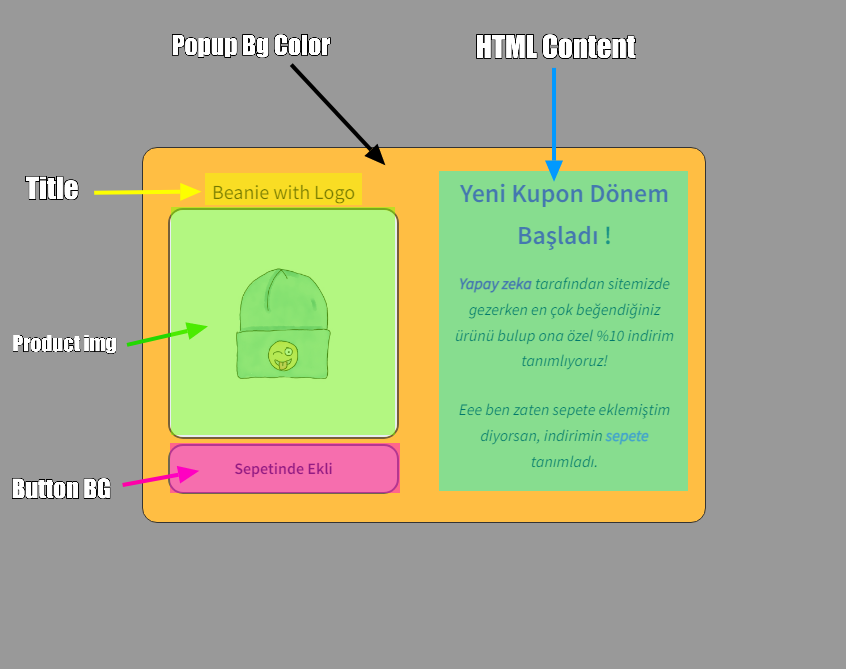 Popup Bg Color
HTML Content
Title
Beanie with Logo
Product img
Button BG
Sepetinde Ekli
Yeni Kupon Dönem
Başladı !
Yapay zeka tarafından sitemizde
gezerken en çok beğendiğiniz
ürünü bulup ona özel %10 indirim
tanımlıyoruz!
Eee ben zaten sepete eklemiştim
diyorsan, indirimin sepete
tanımladı.